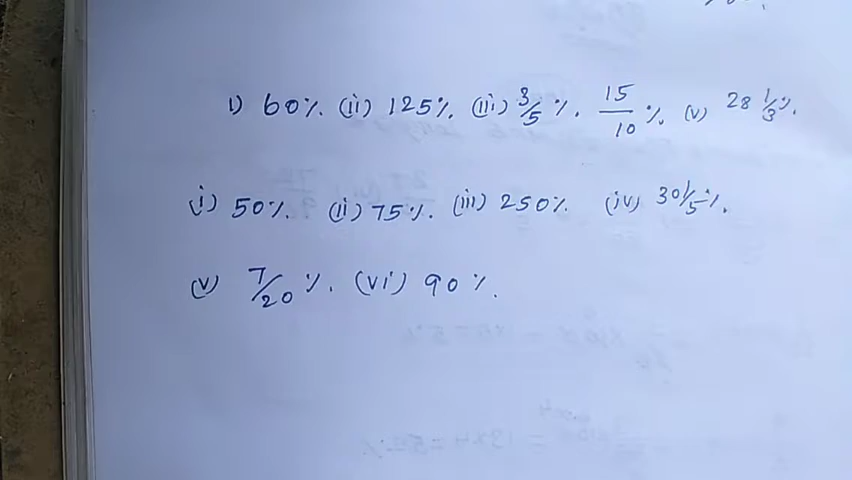 i) 60%. (ii) 125%. (iii) 3/5 %. 15/10 %. (v) 28 1/3 %.
(i) 50%. (ii) 75%. (iii) 250%. (iv) 30 1/5 %.
(v) 7/20 %. (vi) 90 %.